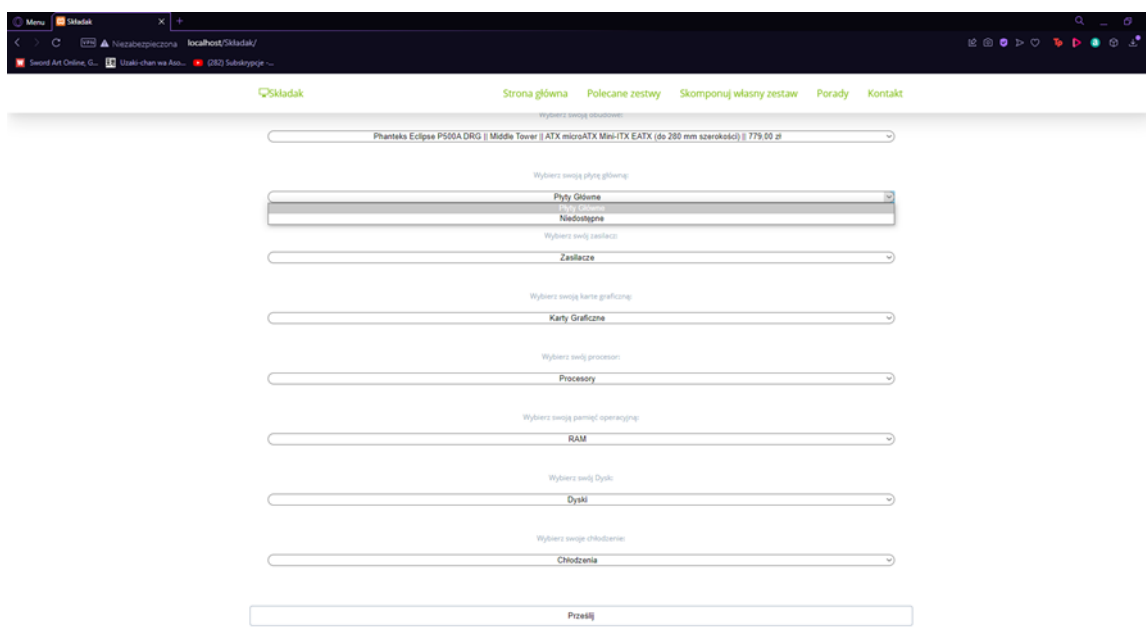 Menu Składak
VPN Niezabezpieczona localhost/Składak/
Sword Art Online, G... Uzaki-chan wa Aso... (282) Subskrypcje -...
Składak Strona główna Polecane zestwy Skomponuj własny zestaw Porady Kontakt
Wybierz swoją obudowe:
Phanteks Eclipse P500A DRG || Middle Tower || ATX microATX Mini-ITX EATX (do 280 mm szerokości) || 779,00 zł
Wybierz swoją płytę główną:
Płyty Główne
Płyty Główne
Niedostępne
Wybierz swój zasilacz:
Zasilacze
Wybierz swoją karte graficzną:
Karty Graficzne
Wybierz swój procesor:
Procesory
Wybierz swoją pamięć operacyjną:
RAM
Wybierz swój Dysk:
Dyski
Wybierz swoje chłodzenie:
Chłodzenia
Prześlij